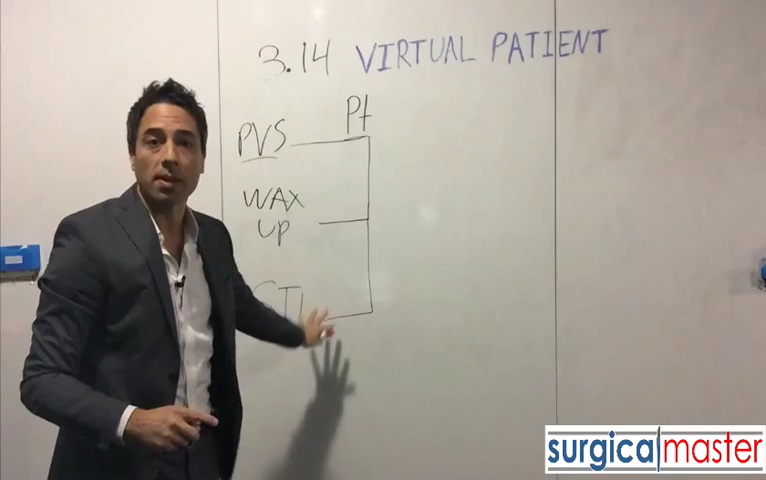 3.14 VIRTUAL PATIENT
Pt
PVS
WAX
UP
surgicalmaster